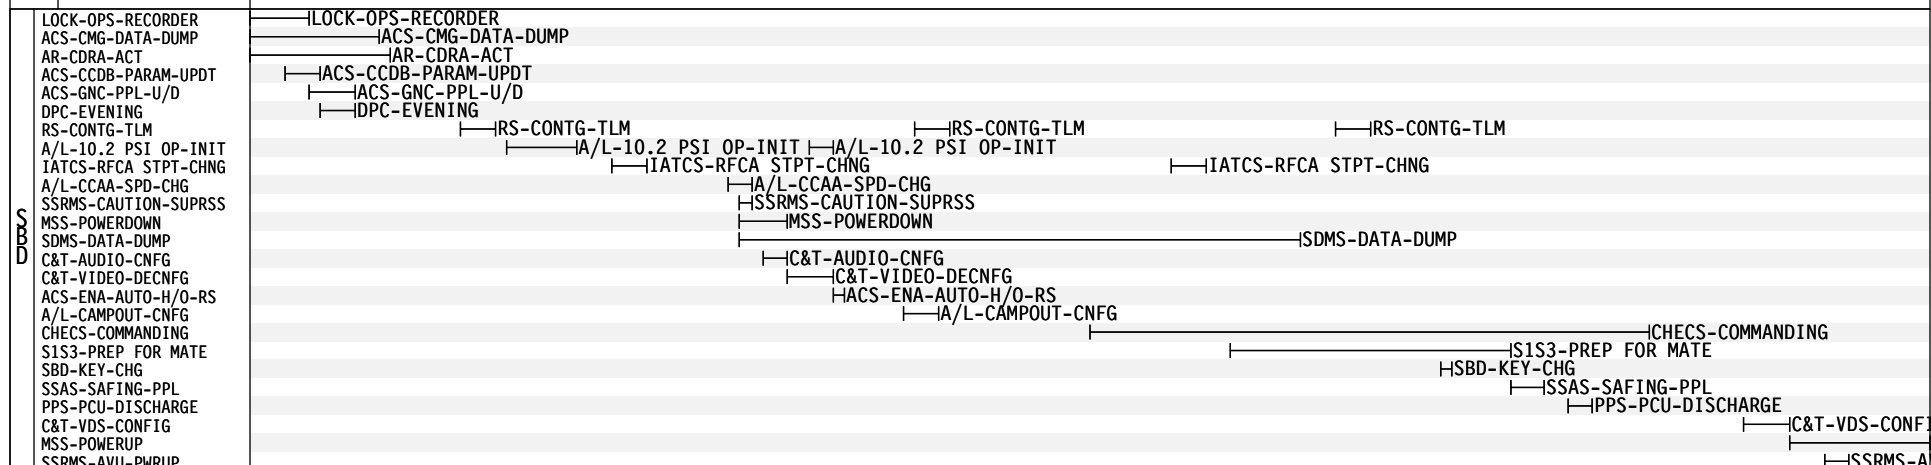 LOCK-OPS-RECORDER LOCK-OPS-RECORDER
ACS-CMG-DATA-DUMP ACS-CMG-DATA-DUMP
AR-CDRA-ACT AR-CDRA-ACT
ACS-CCDB-PARAM-UPDT ACS-CCDB-PARAM-UPDT
ACS-GNC-PPL-U/D ACS-GNC-PPL-U/D
DPC-EVENING DPC-EVENING
RS-CONTG-TLM RS-CONTG-TLM RS-CONTG-TLM RS-CONTG-TLM
A/L-10.2 PSI OP-INIT A/L-10.2 PSI OP-INIT A/L-10.2 PSI OP-INIT
IATCS-RFCA STPT-CHNG IATCS-RFCA STPT-CHNG IATCS-RFCA STPT-CHNG
A/L-CCAA-SPD-CHG A/L-CCAA-SPD-CHG
SSRMS-CAUTION-SUPRSS SSRMS-CAUTION-SUPRSS
SBD
MSS-POWERDOWN MSS-POWERDOWN
SDMS-DATA-DUMP SDMS-DATA-DUMP
C&T-AUDIO-CNFG C&T-AUDIO-CNFG
C&T-VIDEO-DECNFG C&T-VIDEO-DECNFG
ACS-ENA-AUTO-H/O-RS ACS-ENA-AUTO-H/O-RS
A/L-CAMPOUT-CNFG A/L-CAMPOUT-CNFG
CHECS-COMMANDING CHECS-COMMANDING
S1S3-PREP FOR MATE S1S3-PREP FOR MATE
SBD-KEY-CHG SBD-KEY-CHG
SSAS-SAFING-PPL SSAS-SAFING-PPL
PPS-PCU-DISCHARGE PPS-PCU-DISCHARGE
C&T-VDS-CONFIG C&T-VDS-CONFI
MSS-POWERUP
SSRMS-AVU-PWRUP SSRMS-A